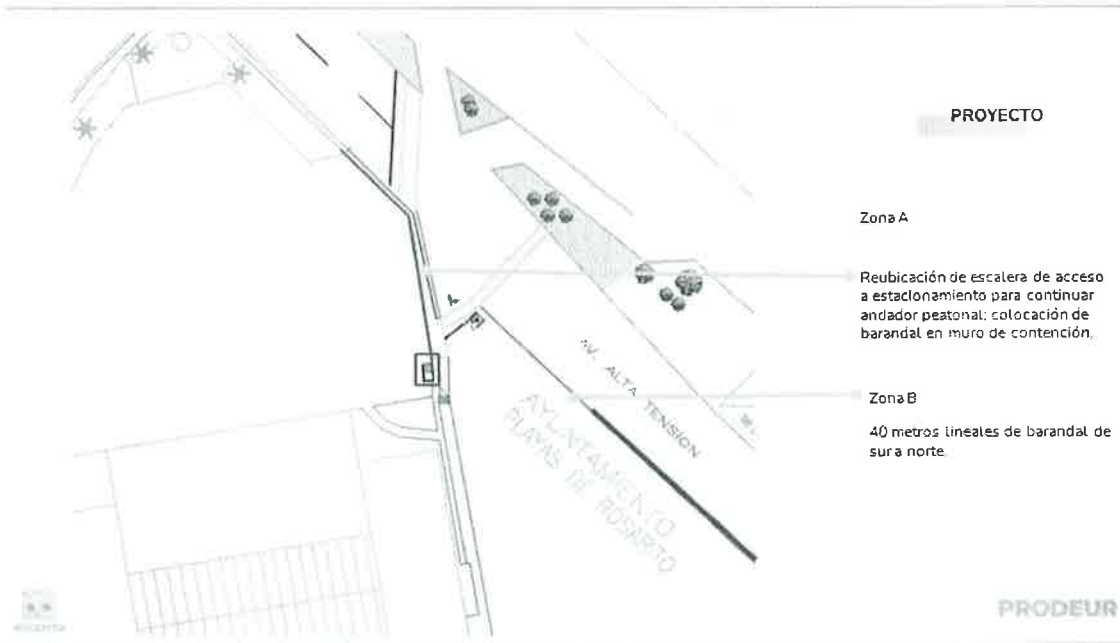 PROYECTO
Zona A
Reubicación de escalera de acceso
a estacionamiento para continuar
andador peatonal; colocación de
barandal en muro de contención.
AV. ALTA TENSION
Zona B
40 metros lineales de barandal de
sur a norte.
AYUNTAMIENTO
PLAYAS DE ROSARITO
PRODEUR